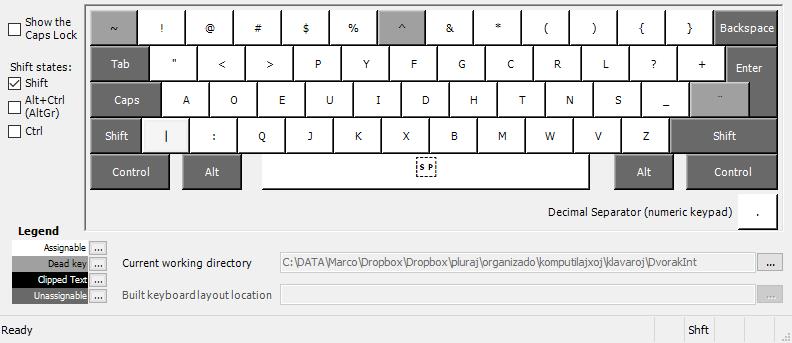 Show the
Caps Lock
Shift states:
Shift
Alt+Ctrl
(AltGr)
Ctrl
~ ! @ # $ % ^ & * ( ) { } Backspace
Tab " < > P Y F G C R L ? + Enter
Caps A O E U I D H T N S _ ¨
Shift | : Q J K X B M W V Z Shift
Control Alt SP Alt Control
Decimal Separator (numeric keypad) .
Legend
Assignable ...
Dead key ...
Clipped Text ...
Unassignable ...
Current working directory C:\DATA\Marco\Dropbox\Dropbox\pluraj\organizado\komputilajxoj\klavaroj\DvorakInt ...
Built keyboard layout location ...
Ready Shft